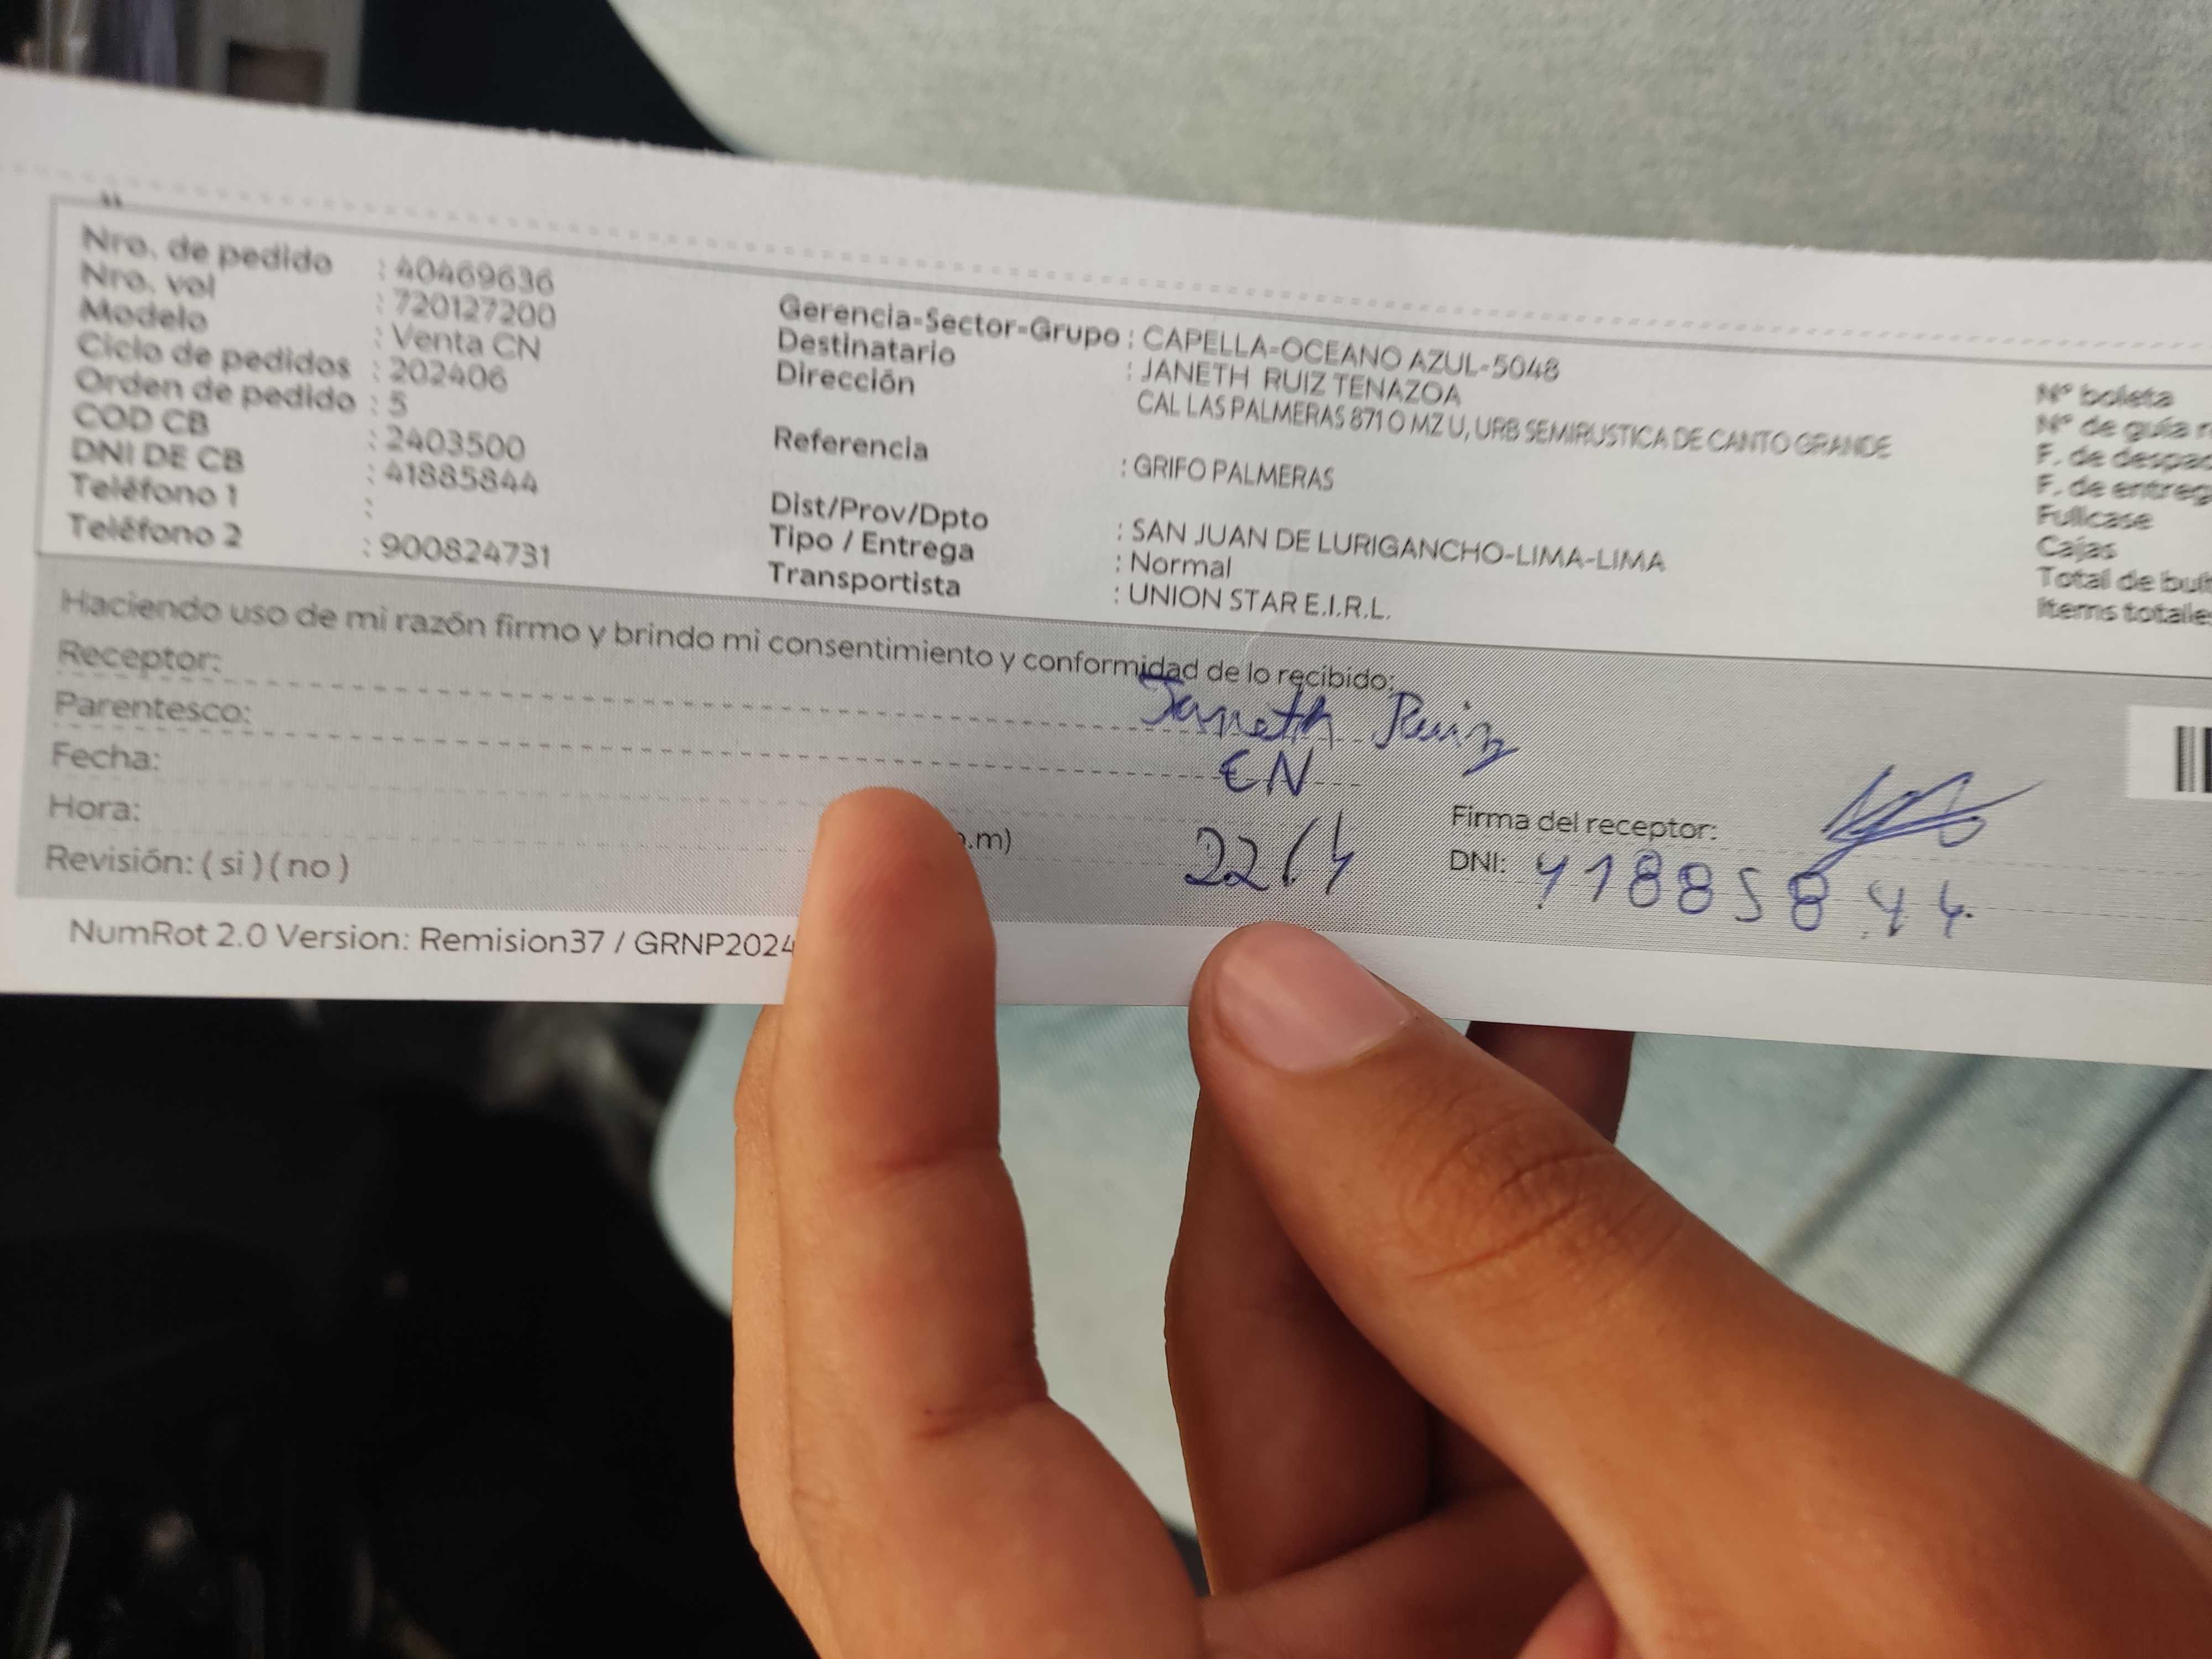 Nro. de pedido : 40469636
Nro. vol : 720127200
Modelo : Venta CN
Ciclo de pedidos : 202406
Orden de pedido : 5
COD CB : 2403500
DNI DE CB : 41885844
Teléfono 1 :
Teléfono 2 : 900824731
Gerencia-Sector-Grupo : CAPELLA-OCEANO AZUL-5048
Destinatario : JANETH RUIZ TENAZOA
Dirección CAL LAS PALMERAS 871 O MZ U, URB SEMIRUSTICA DE CANTO GRANDE
Referencia : GRIFO PALMERAS
Dist/Prov/Dpto : SAN JUAN DE LURIGANCHO-LIMA-LIMA
Tipo / Entrega : Normal
Transportista : UNION STAR E.I.R.L.
N° boleta
N° de guía
F. de despac
F. de entreg
Fullcase
Cajas
Total de bul
Items totale
Haciendo uso de mi razón firmo y brindo mi consentimiento y conformidad de lo recibido;
Receptor: Janeth Ruiz
Parentesco: CN
Fecha: 22/4
Hora: .m)
Revisión: ( si ) ( no )
Firma del receptor:
DNI: 41885844
NumRot 2.0 Version: Remision37 / GRNP2024